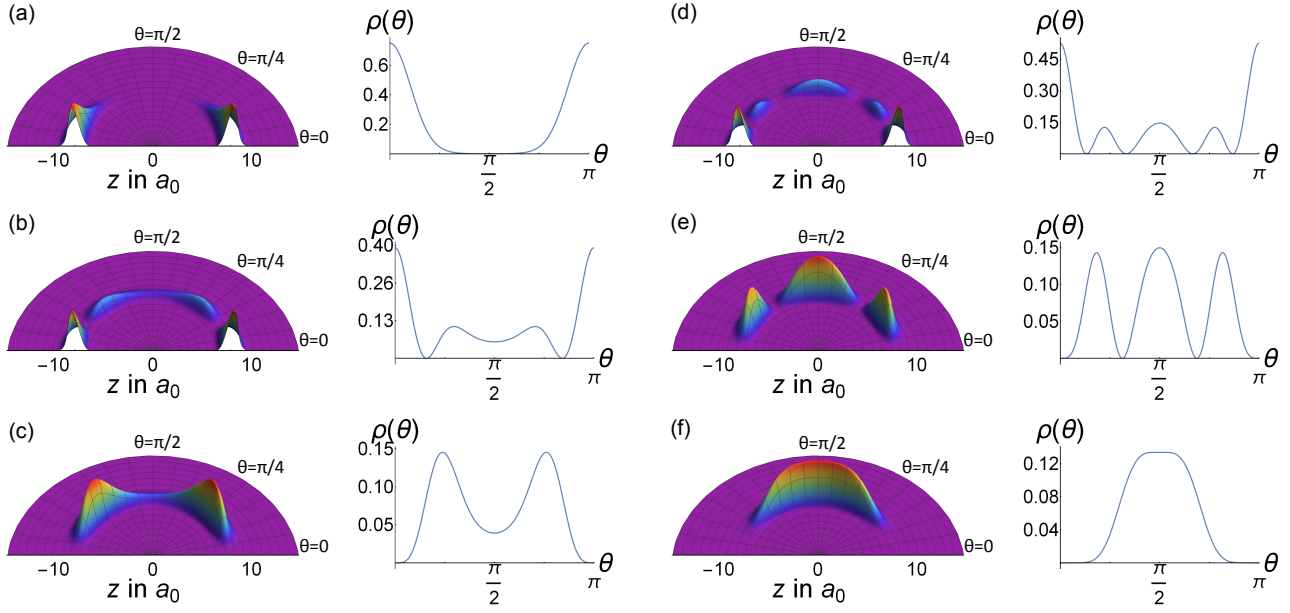 (a)
θ=π/2
θ=π/4
θ=0
−10 0 10
z in a₀
ρ(θ)
0.6
0.4
0.2
π/2
θ
π
(d)
θ=π/2
θ=π/4
θ=0
−10 0 10
z in a₀
ρ(θ)
0.45
0.30
0.15
π/2
θ
π
(b)
θ=π/2
θ=π/4
θ=0
−10 0 10
z in a₀
ρ(θ)
0.40
0.26
0.13
π/2
θ
π
(e)
θ=π/2
θ=π/4
θ=0
−10 0 10
z in a₀
ρ(θ)
0.15
0.10
0.05
π/2
θ
π
(c)
θ=π/2
θ=π/4
θ=0
−10 0 10
z in a₀
ρ(θ)
0.15
0.10
0.05
π/2
θ
π
(f)
θ=π/2
θ=π/4
θ=0
−10 0 10
z in a₀
ρ(θ)
0.12
0.08
0.04
π/2
θ
π